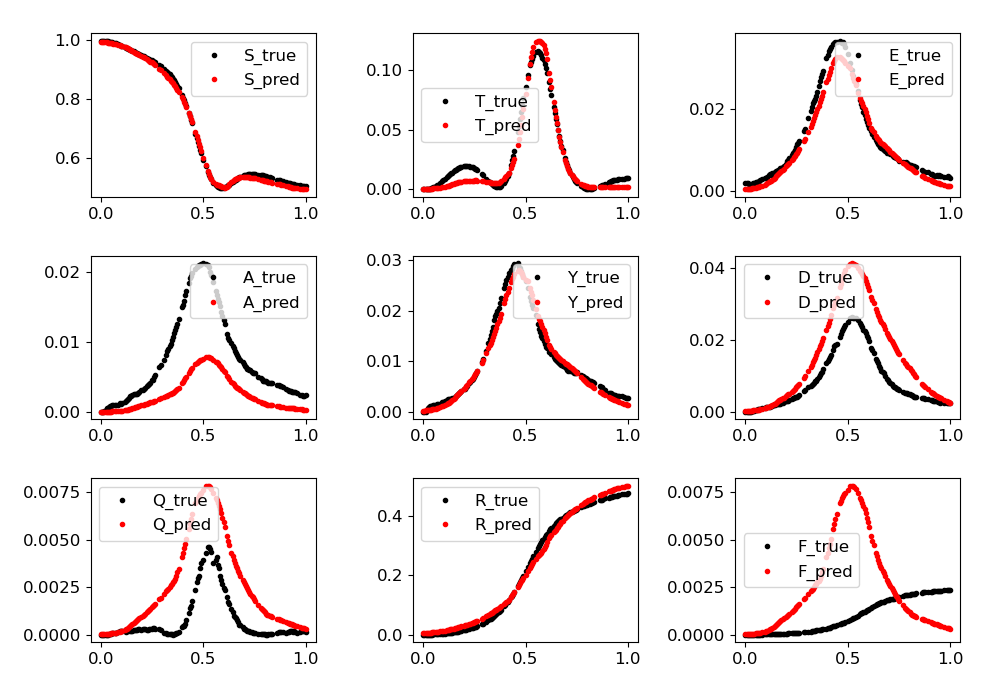 1.0
0.8
0.6
0.0 0.5 1.0
S_true
S_pred
0.10
0.05
0.00
0.0 0.5 1.0
T_true
T_pred
0.02
0.00
0.0 0.5 1.0
E_true
E_pred
0.02
0.01
0.00
0.0 0.5 1.0
A_true
A_pred
0.03
0.02
0.01
0.00
0.0 0.5 1.0
Y_true
Y_pred
0.04
0.02
0.00
0.0 0.5 1.0
D_true
D_pred
0.0075
0.0050
0.0025
0.0000
0.0 0.5 1.0
Q_true
Q_pred
0.4
0.2
0.0
0.0 0.5 1.0
R_true
R_pred
0.0075
0.0050
0.0025
0.0000
0.0 0.5 1.0
F_true
F_pred